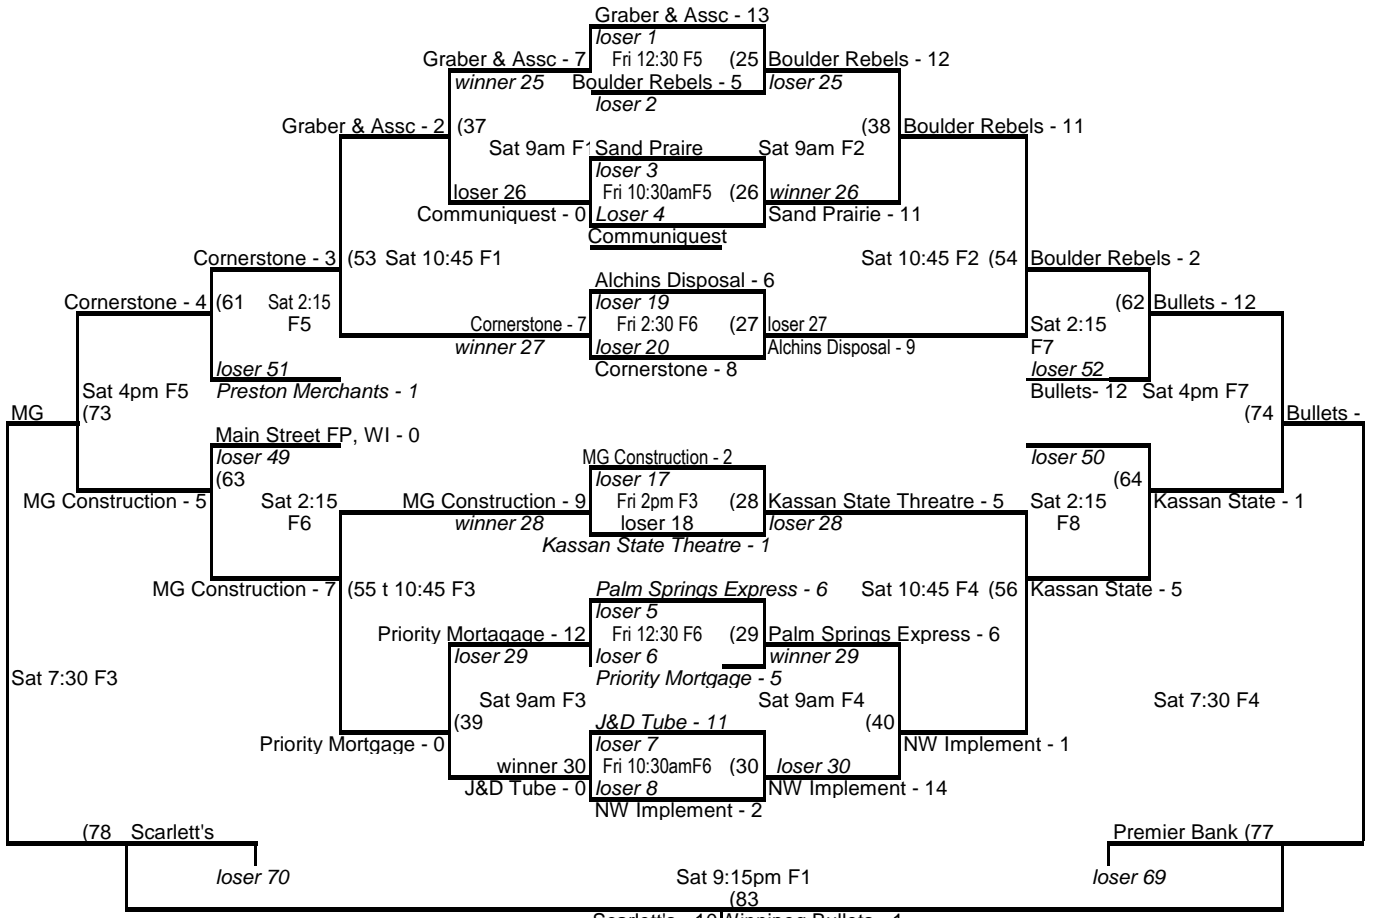 Graber & Assc - 13
loser 1
Graber & Assc - 7 Fri 12:30 F5 (25 Boulder Rebels - 12
winner 25 Boulder Rebels - 5 loser 25
loser 2
Graber & Assc - 2 (37 (38 Boulder Rebels - 11
Sat 9am F1 Sand Praire Sat 9am F2
loser 3
loser 26 Fri 10:30amF5 (26 winner 26
Communiquest - 0 Loser 4 Sand Prairie - 11
Communiquest
Cornerstone - 3 (53 Sat 10:45 F1 Sat 10:45 F2 (54 Boulder Rebels - 2
Alchins Disposal - 6
Cornerstone - 4 (61 Sat 2:15 loser 19 (62 Bullets - 12
F5 Cornerstone - 7 Fri 2:30 F6 (27 loser 27 Sat 2:15
winner 27 loser 20 Alchins Disposal - 9 F7
loser 51 Cornerstone - 8 loser 52
Sat 4pm F5 Preston Merchants - 1 Bullets- 12 Sat 4pm F7
MG (73 (74 Bullets -
Main Street FP, WI - 0
loser 49 MG Construction - 2 loser 50
(63 loser 17 (64
MG Construction - 5 Sat 2:15 MG Construction - 9 Fri 2pm F3 (28 Kassan State Threatre - 5 Sat 2:15 Kassan State - 1
F6 winner 28 loser 18 loser 28 F8
Kassan State Theatre - 1
MG Construction - 7 (55 t 10:45 F3 Palm Springs Express - 6 Sat 10:45 F4 (56 Kassan State - 5
loser 5
Priority Mortagage - 12 Fri 12:30 F6 (29 Palm Springs Express - 6
loser 29 loser 6 winner 29
Sat 7:30 F3 Priority Mortgage - 5
Sat 9am F3 Sat 9am F4 Sat 7:30 F4
(39 J&D Tube - 11 (40
Priority Mortgage - 0 loser 7 NW Implement - 1
winner 30 Fri 10:30amF6 (30 loser 30
J&D Tube - 0 loser 8 NW Implement - 14
NW Implement - 2
(78 Scarlett's Premier Bank (77
loser 70 Sat 9:15pm F1 loser 69
(83
Scarlett's - 10 Winnipeg Bullets - 1